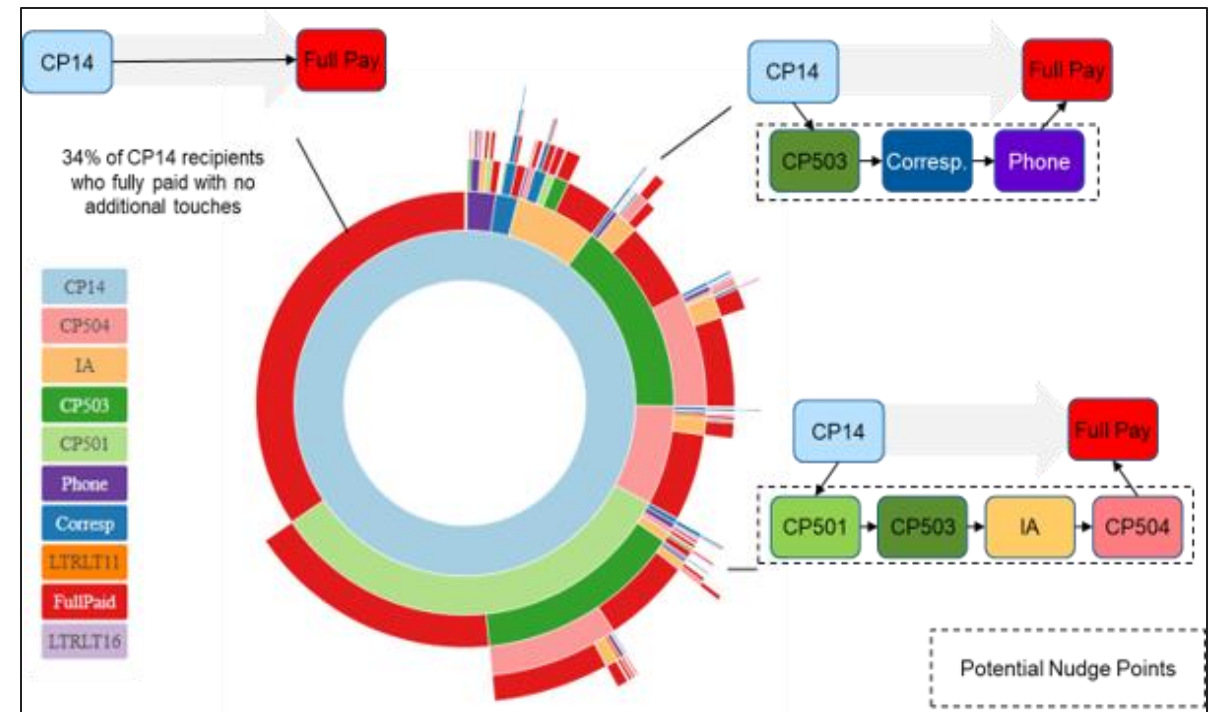 CP14
Full Pay
34% of CP14 recipients
who fully paid with no
additional touches
CP14
CP504
IA
CP503
CP501
Phone
Corresp
LTRLT11
FullPaid
LTRLT16
CP14
Full Pay
CP503
Corresp.
Phone
CP14
Full Pay
CP501
CP503
IA
CP504
Potential Nudge Points